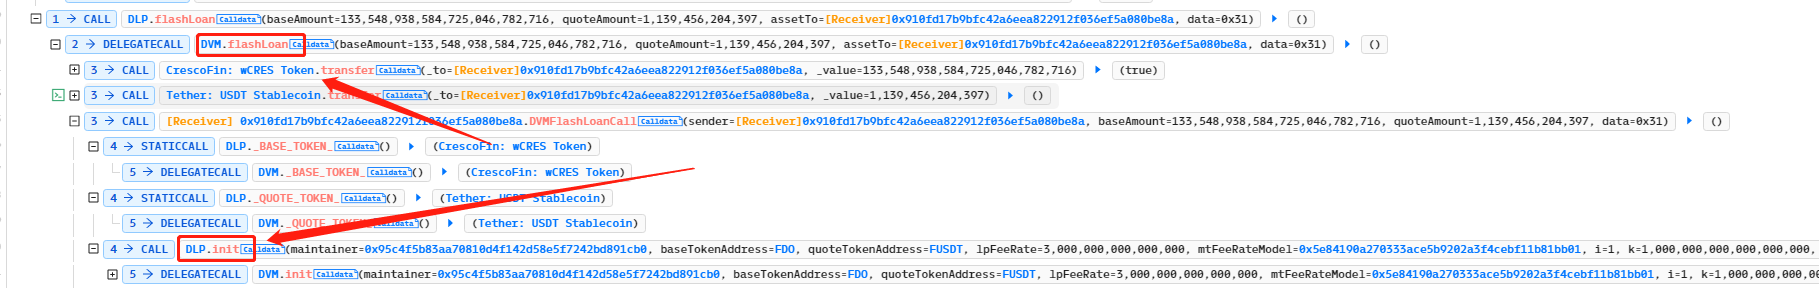 1 → CALL DLP.flashLoan Calldata (baseAmount=133,548,938,584,725,046,782,716, quoteAmount=1,139,456,204,397, assetTo=[Receiver]0x910fd17b9bfc42a6eea822912f036ef5a080be8a, data=0x31) ()
2 → DELEGATECALL DVM.flashLoan Calldata (baseAmount=133,548,938,584,725,046,782,716, quoteAmount=1,139,456,204,397, assetTo=[Receiver]0x910fd17b9bfc42a6eea822912f036ef5a080be8a, data=0x31) ()
3 → CALL CrescoFin: wCRES Token.transfer Calldata (_to=[Receiver]0x910fd17b9bfc42a6eea822912f036ef5a080be8a, _value=133,548,938,584,725,046,782,716) (true)
3 → CALL Tether: USDT Stablecoin.transfer Calldata (_to=[Receiver]0x910fd17b9bfc42a6eea822912f036ef5a080be8a, _value=1,139,456,204,397) ()
3 → CALL [Receiver] 0x910fd17b9bfc42a6eea822912f036ef5a080be8a.DVMFlashLoanCall Calldata (sender=[Receiver]0x910fd17b9bfc42a6eea822912f036ef5a080be8a, baseAmount=133,548,938,584,725,046,782,716, quoteAmount=1,139,456,204,397, data=0x31) ()
4 → STATICCALL DLP._BASE_TOKEN_ Calldata () (CrescoFin: wCRES Token)
5 → DELEGATECALL DVM._BASE_TOKEN_ Calldata () (CrescoFin: wCRES Token)
4 → STATICCALL DLP._QUOTE_TOKEN_ Calldata () (Tether: USDT Stablecoin)
5 → DELEGATECALL DVM._QUOTE_TOKEN_ Calldata () (Tether: USDT Stablecoin)
4 → CALL DLP.init Calldata (maintainer=0x95c4f5b83aa70810d4f142d58e5f7242bd891cb0, baseTokenAddress=FDO, quoteTokenAddress=FUSDT, lpFeeRate=3,000,000,000,000,000, mtFeeRateModel=0x5e84190a270333ace5b9202a3f4cebf11b81bb01, i=1, k=1,000,000,000,000,000,000,
5 → DELEGATECALL DVM.init Calldata (maintainer=0x95c4f5b83aa70810d4f142d58e5f7242bd891cb0, baseTokenAddress=FDO, quoteTokenAddress=FUSDT, lpFeeRate=3,000,000,000,000,000, mtFeeRateModel=0x5e84190a270333ace5b9202a3f4cebf11b81bb01, i=1, k=1,000,000,000,000,0